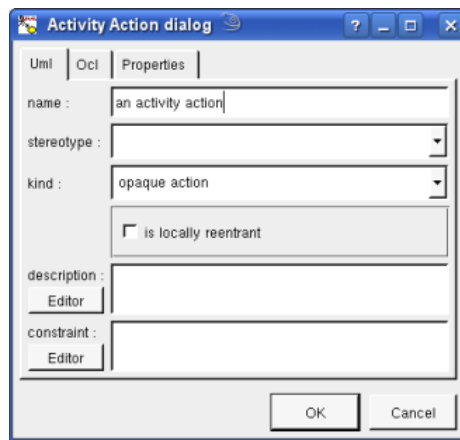 Activity Action dialog
Uml Ocl Properties
name : an activity action
stereotype :
kind : opaque action
is locally reentrant
description :
Editor
constraint :
Editor
OK Cancel